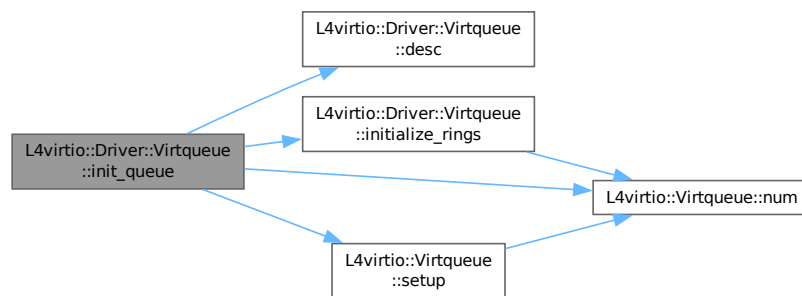 L4virtio::Driver::Virtqueue
::desc
L4virtio::Driver::Virtqueue
::initialize_rings
L4virtio::Driver::Virtqueue
::init_queue
L4virtio::Virtqueue::num
L4virtio::Virtqueue
::setup